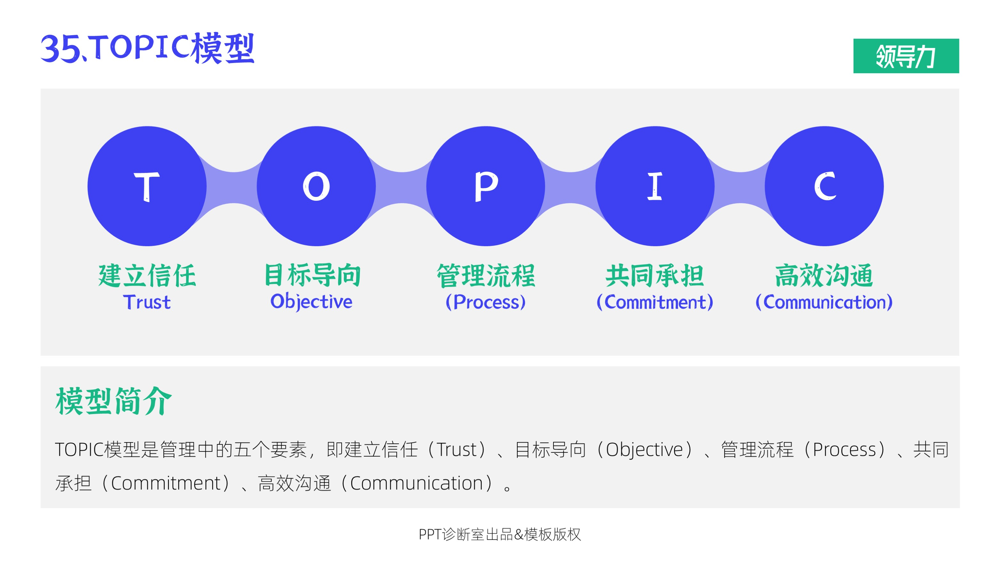 35、TOPIC模型
领导力
T O P I C
建立信任 目标导向 管理流程 共同承担 高效沟通
Trust Objective (Process) (Commitment) (Communication)
模型简介
TOPIC模型是管理中的五个要素，即建立信任（Trust）、目标导向（Objective）、管理流程（Process）、共同
承担（Commitment）、高效沟通（Communication）。
PPT诊断室出品&模板版权